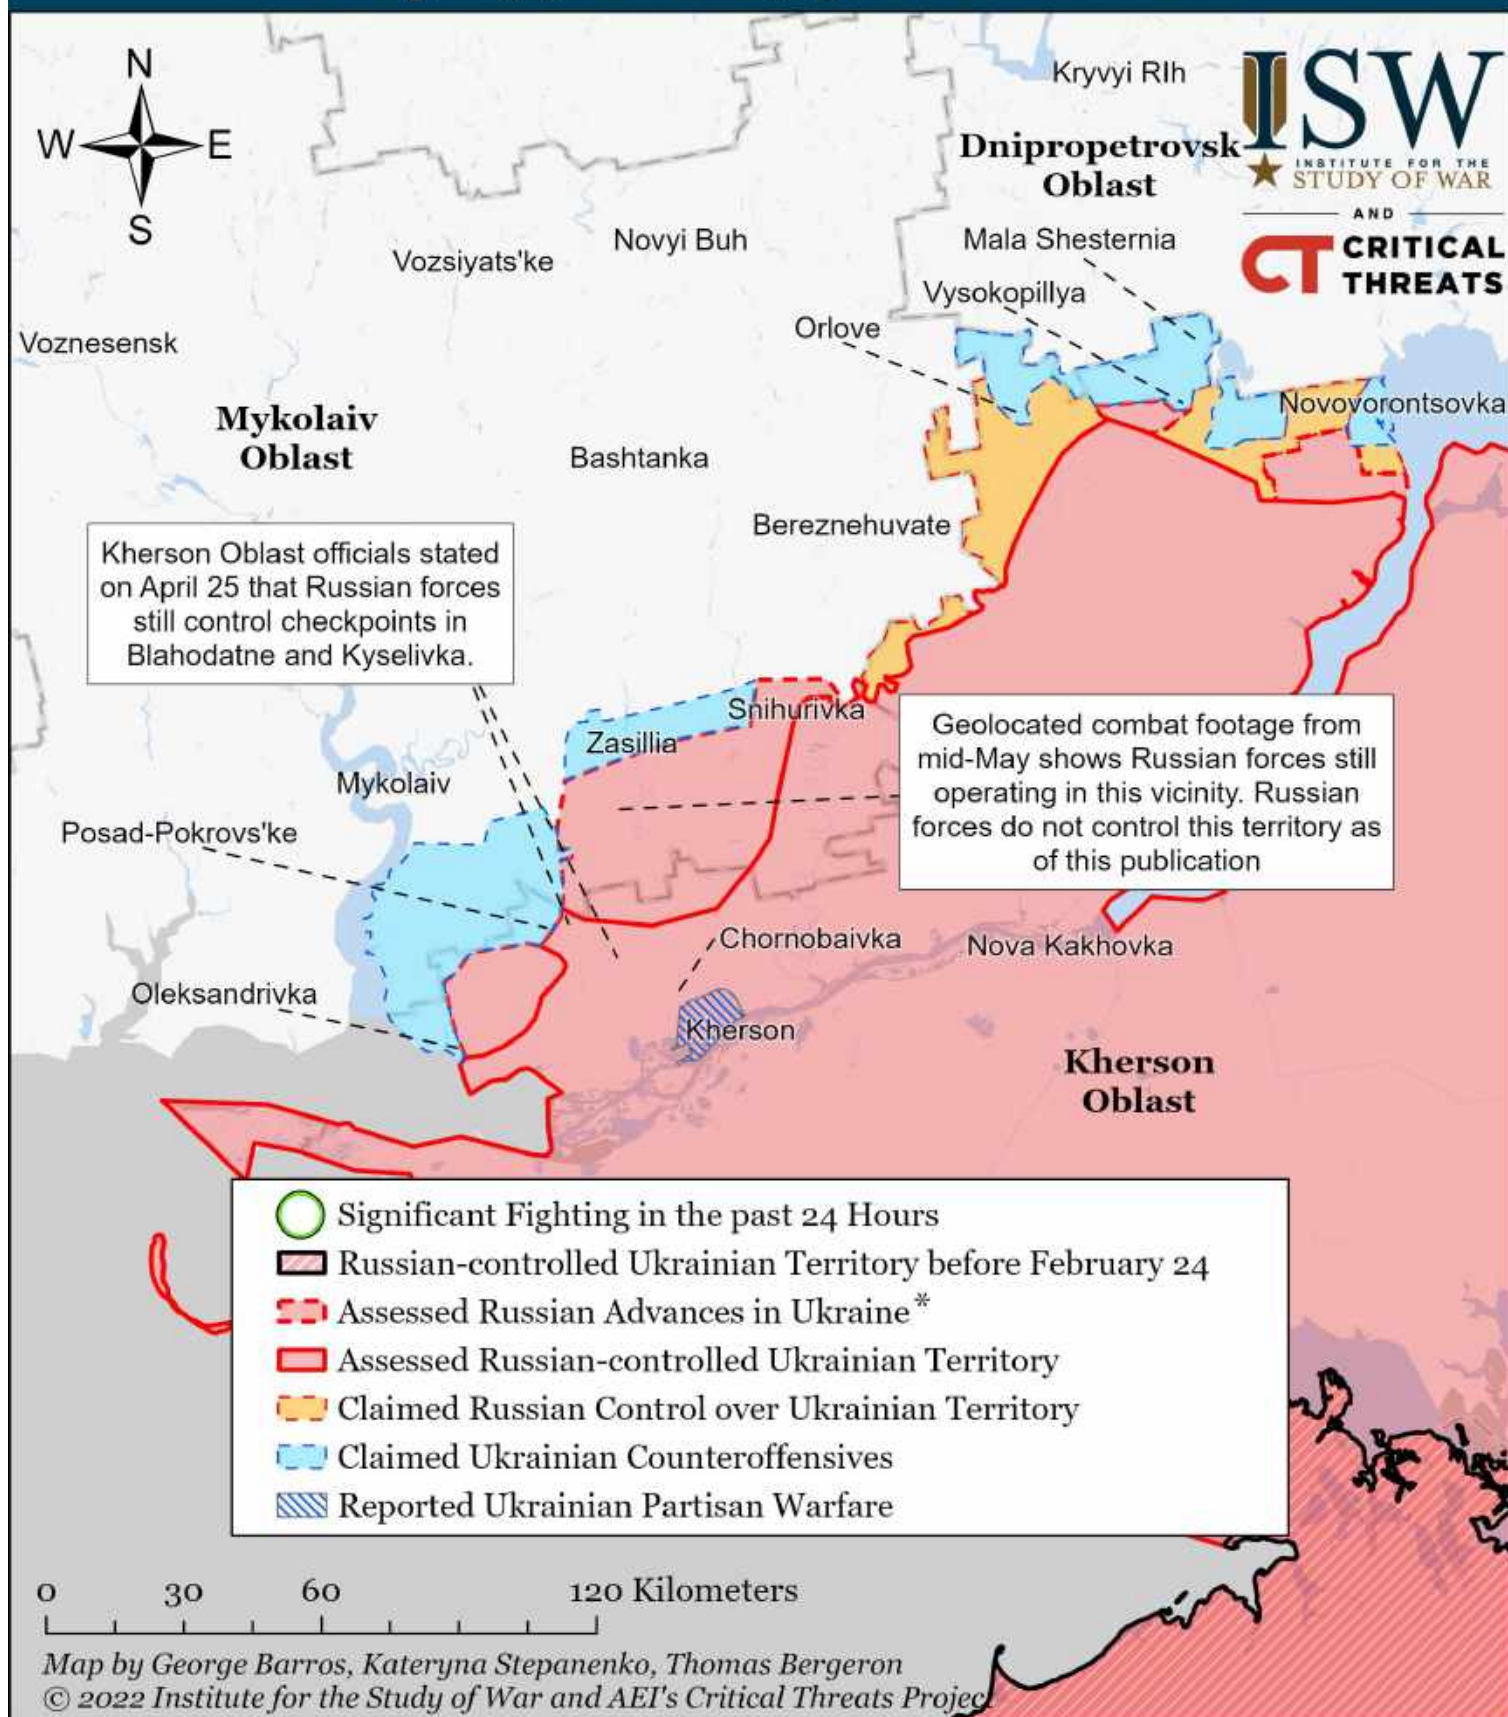 N
W
E
S
Kryvyi RIh
ISW
INSTITUTE FOR THE
STUDY OF WAR
AND
CT CRITICAL
THREATS
Dnipropetrovsk
Oblast
Mala Shesternia
Novyi Buh
Vozsiyats'ke
Vysokopillya
Orlove
Voznesensk
Novovorontsovka
Mykolaiv
Oblast
Bashtanka
Bereznehuvate
Kherson Oblast officials stated
on April 25 that Russian forces
still control checkpoints in
Blahodatne and Kyselivka.
Snihurivka
Zasillia
Geolocated combat footage from
mid-May shows Russian forces still
operating in this vicinity. Russian
forces do not control this territory as
of this publication
Mykolaiv
Posad-Pokrovs'ke
Chornobaivka
Nova Kakhovka
Oleksandrivka
Kherson
Kherson
Oblast
Significant Fighting in the past 24 Hours
Russian-controlled Ukrainian Territory before February 24
Assessed Russian Advances in Ukraine*
Assessed Russian-controlled Ukrainian Territory
Claimed Russian Control over Ukrainian Territory
Claimed Ukrainian Counteroffensives
Reported Ukrainian Partisan Warfare
0 30 60 120 Kilometers
Map by George Barros, Kateryna Stepanenko, Thomas Bergeron
© 2022 Institute for the Study of War and AEI's Critical Threats Project